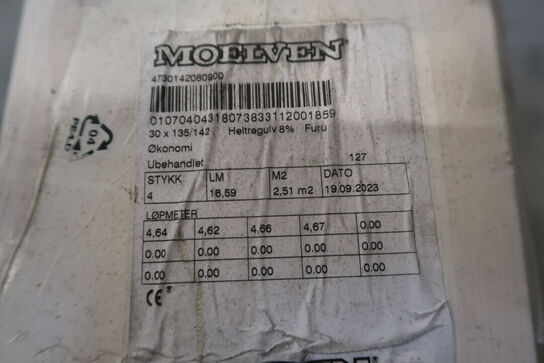 MOELVEN®
4730142080900
01070404318073833112001859
30 x 135/142 Heltregulv 8% Furu
Økonomi
Ubehandlet 127
STYKK LM M2 DATO
4 18,59 2,51 m2 19.09.2023
LØPMETER
4,64 4,62 4,66 4,67 0.00
0.00 0.00 0.00 0.00 0.00
0.00 0.00 0.00 0.00 0.00
CE ®
04